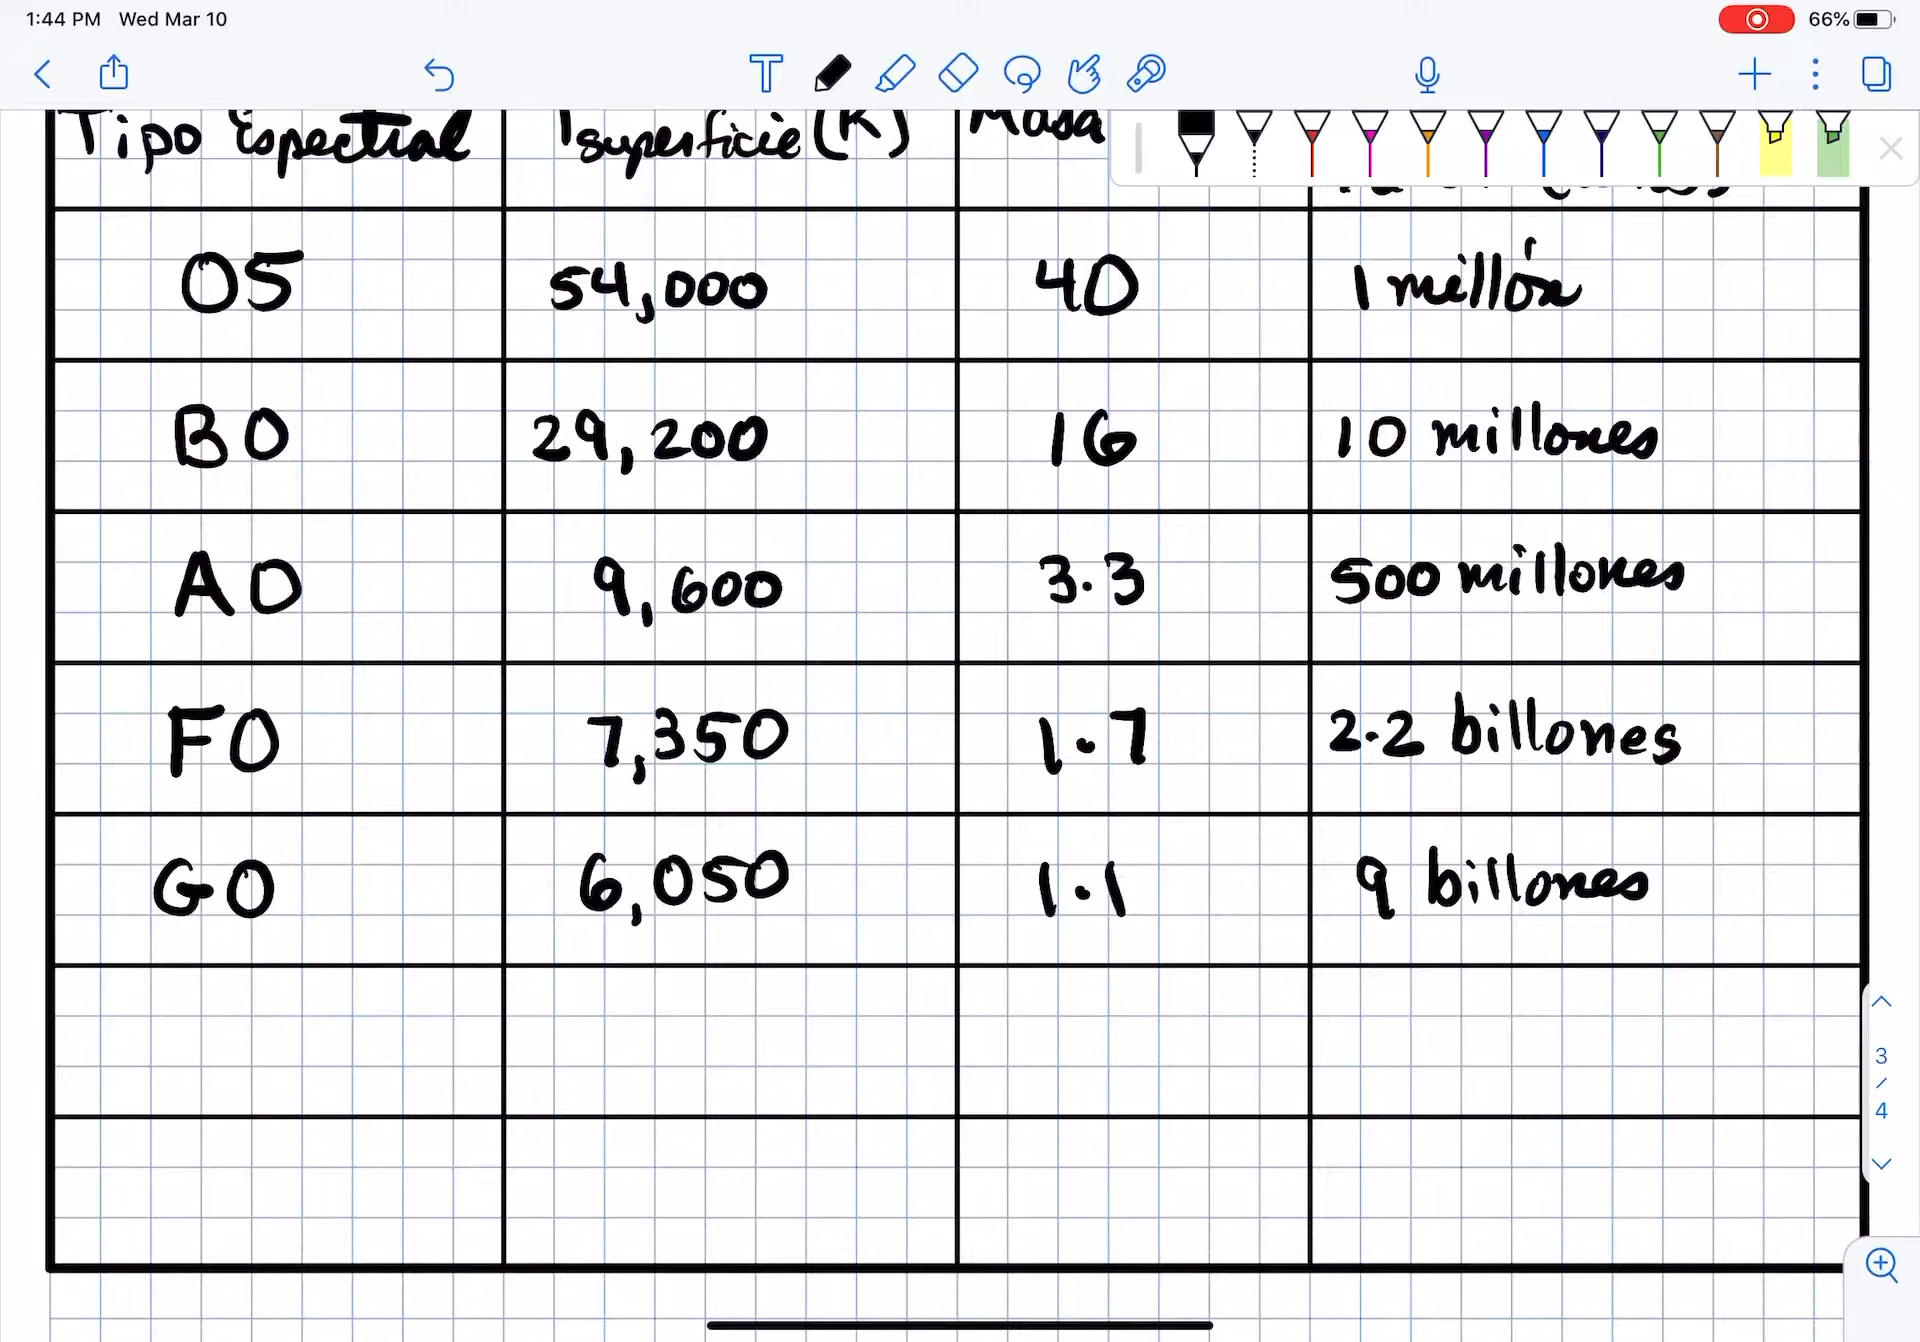 1:44 PM Wed Mar 10 66%
Tipo Espectral Tsuperficie (K) Masa
O5 54,000 40 1 millón
B0 29,200 16 10 millones
A0 9,600 3.3 500 millones
F0 7,350 1.7 2.2 billones
G0 6,050 1.1 9 billones
3
/
4